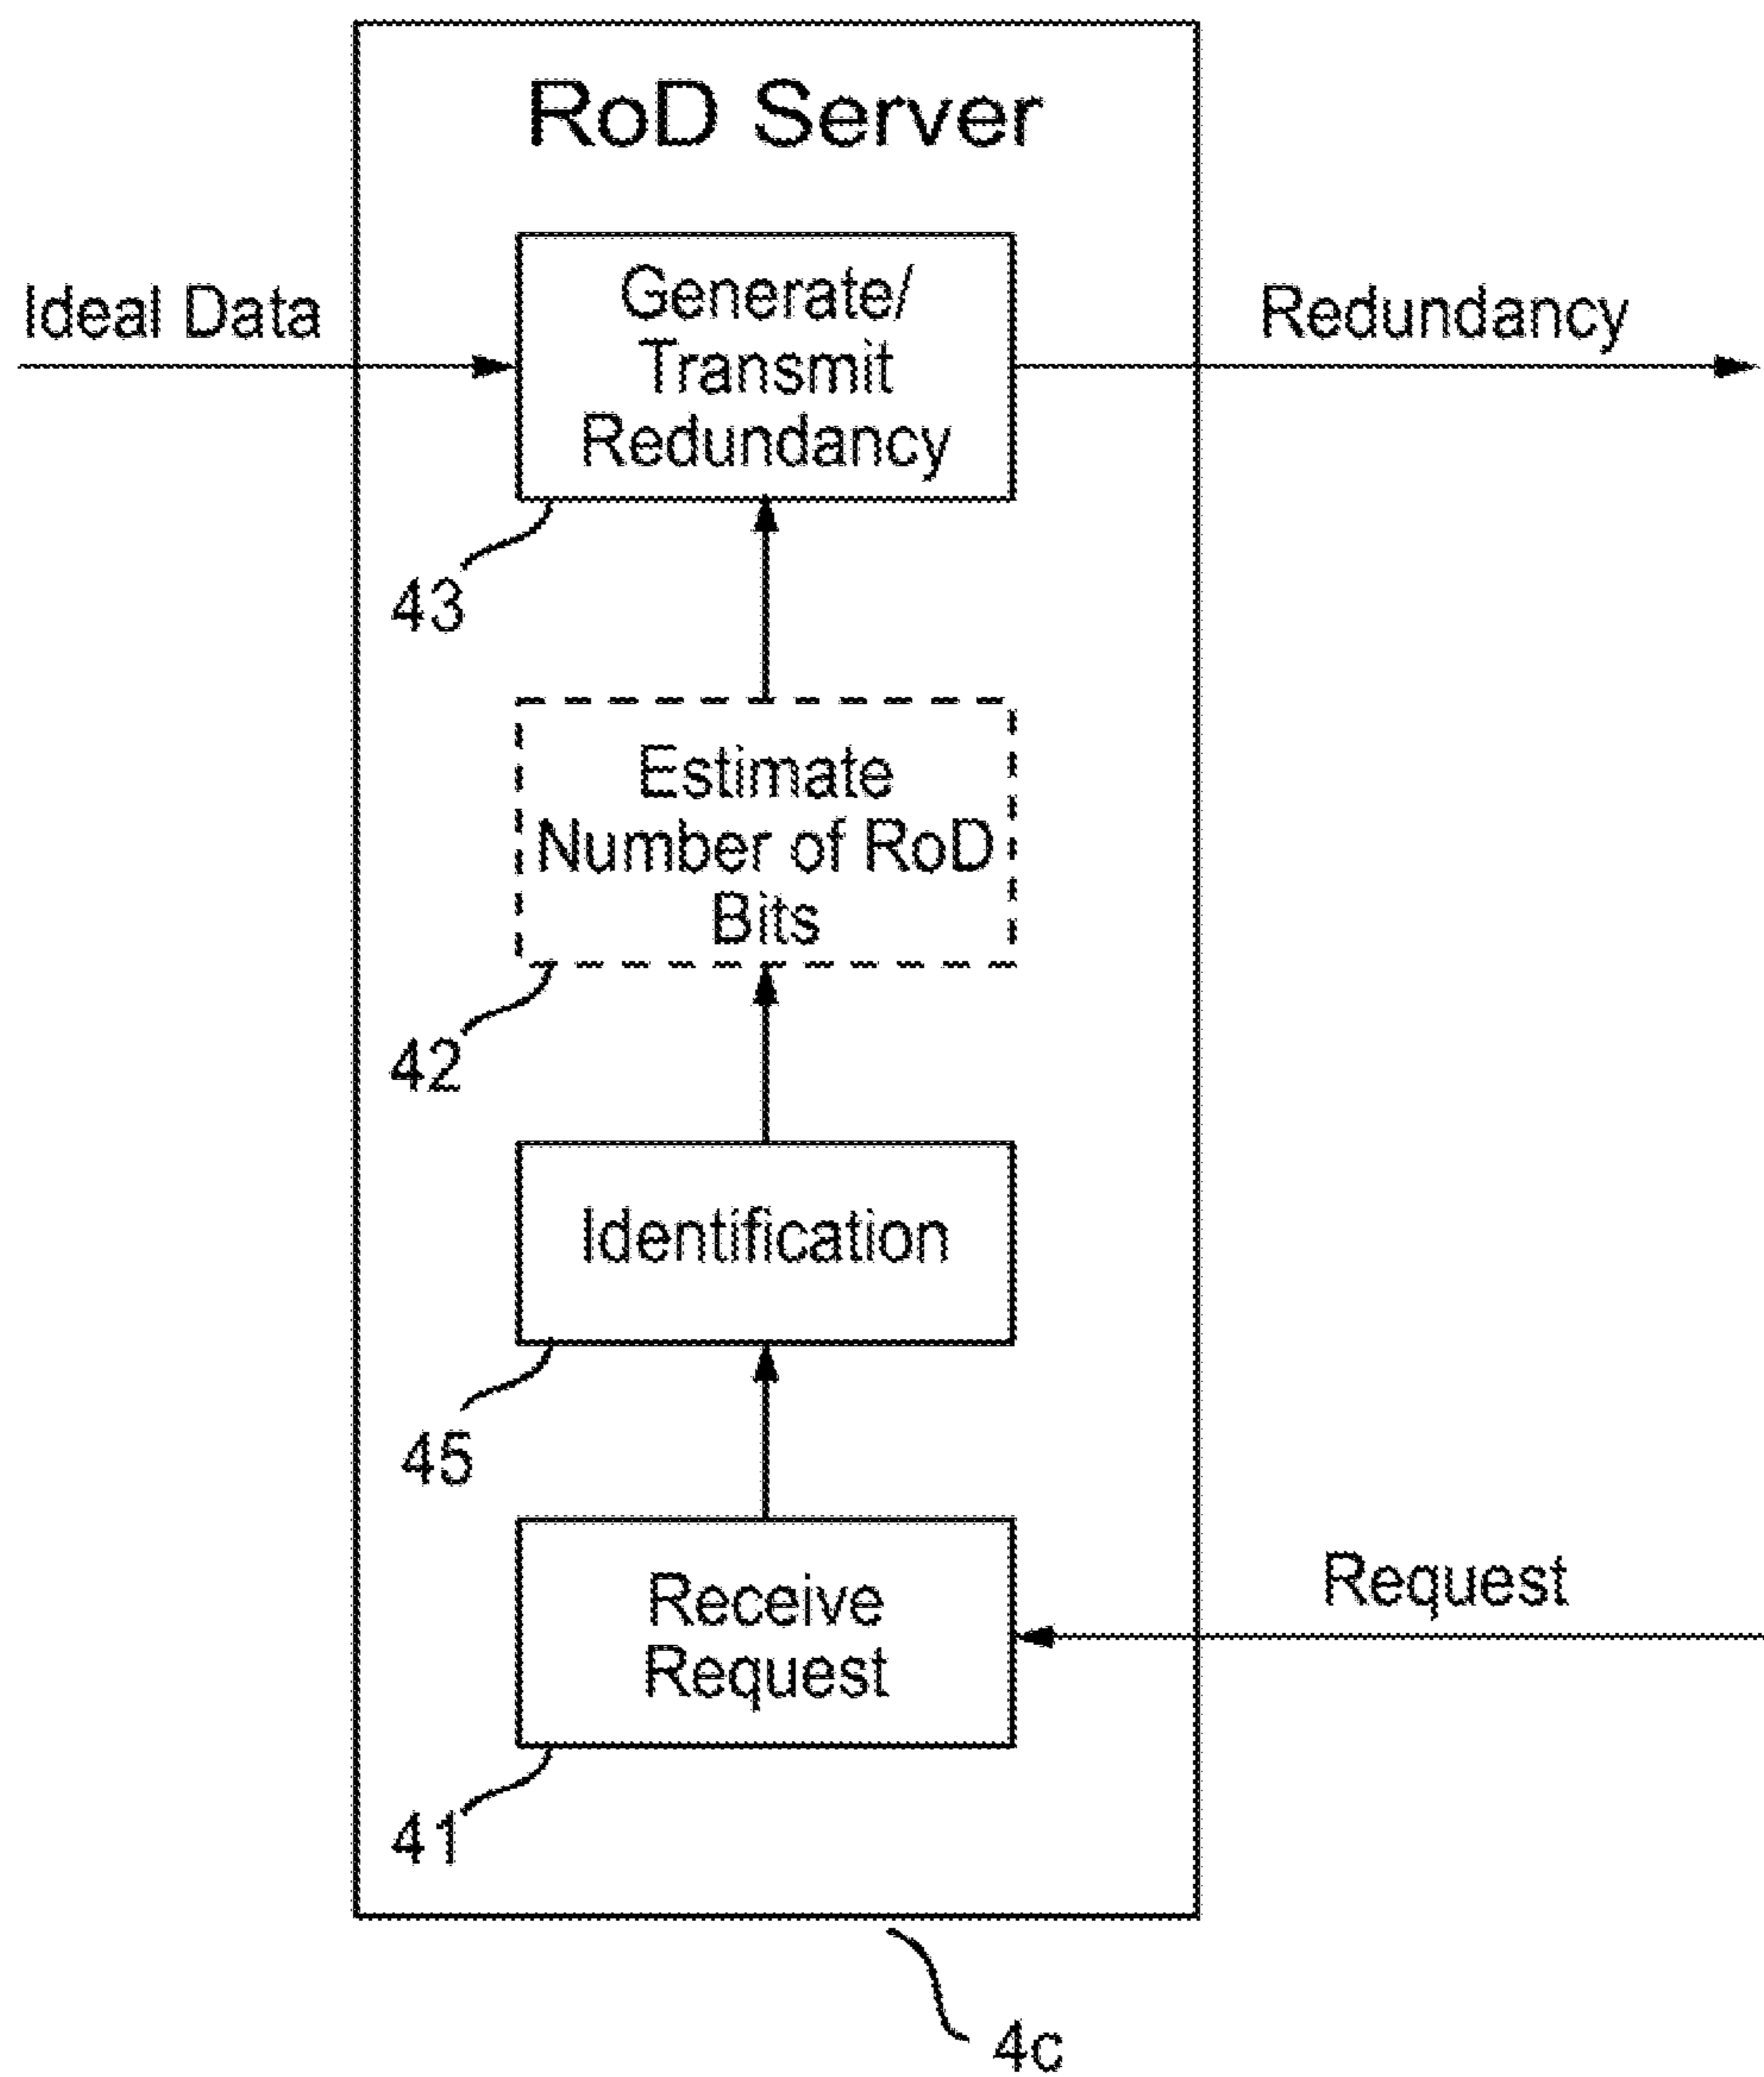 RoD Server
Ideal Data
Generate/
Transmit
Redundancy
Redundancy
43
Estimate
Number of RoD
Bits
42
Identification
45
Receive
Request
Request
41
4c